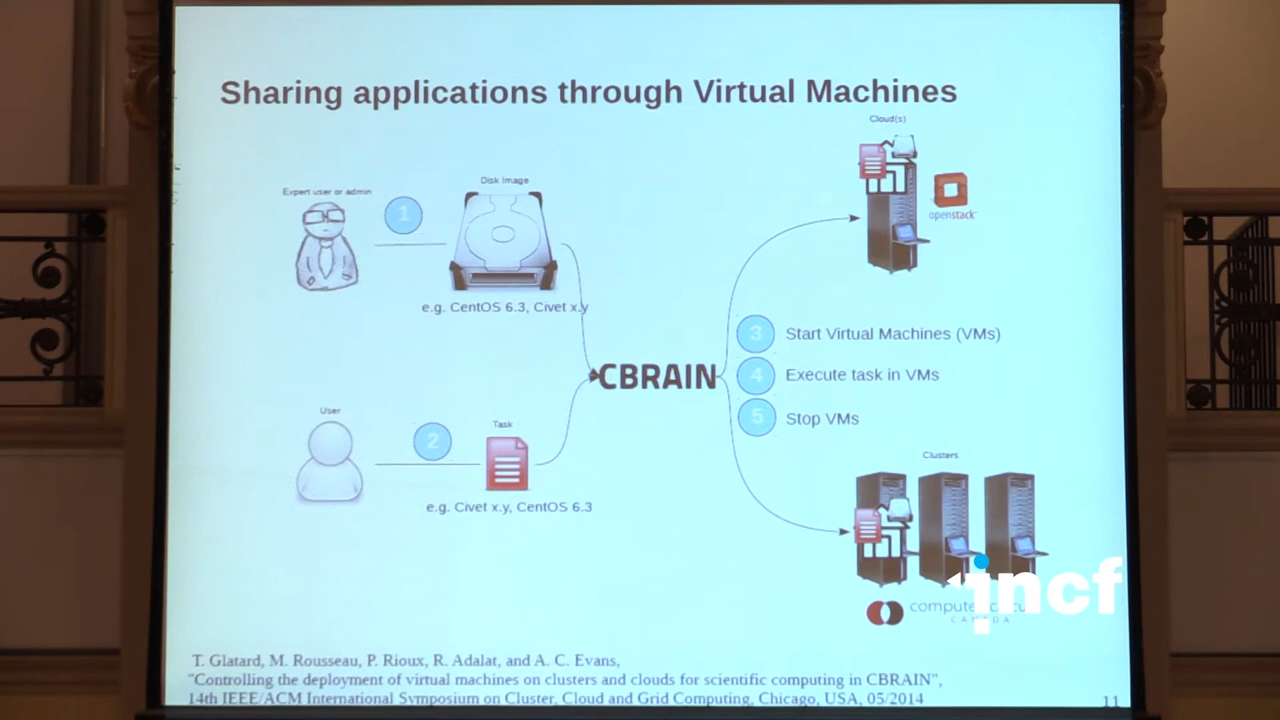 Sharing applications through Virtual Machines
Cloud(s)
Expert user or admin
1
Disk Image
openstack
e.g. CentOS 6.3, Civet x.y
3 Start Virtual Machines (VMs)
CBRAIN
4 Execute task in VMs
5 Stop VMs
User
2
Task
Clusters
e.g. Civet x.y, CentOS 6.3
incf
compute
CANADA
T. Glatard, M. Rousseau, P. Rioux, R. Adalat, and A. C. Evans,
"Controlling the deployment of virtual machines on clusters and clouds for scientific computing in CBRAIN",
14th IEEE/ACM International Symposium on Cluster, Cloud and Grid Computing, Chicago, USA, 05/2014
11